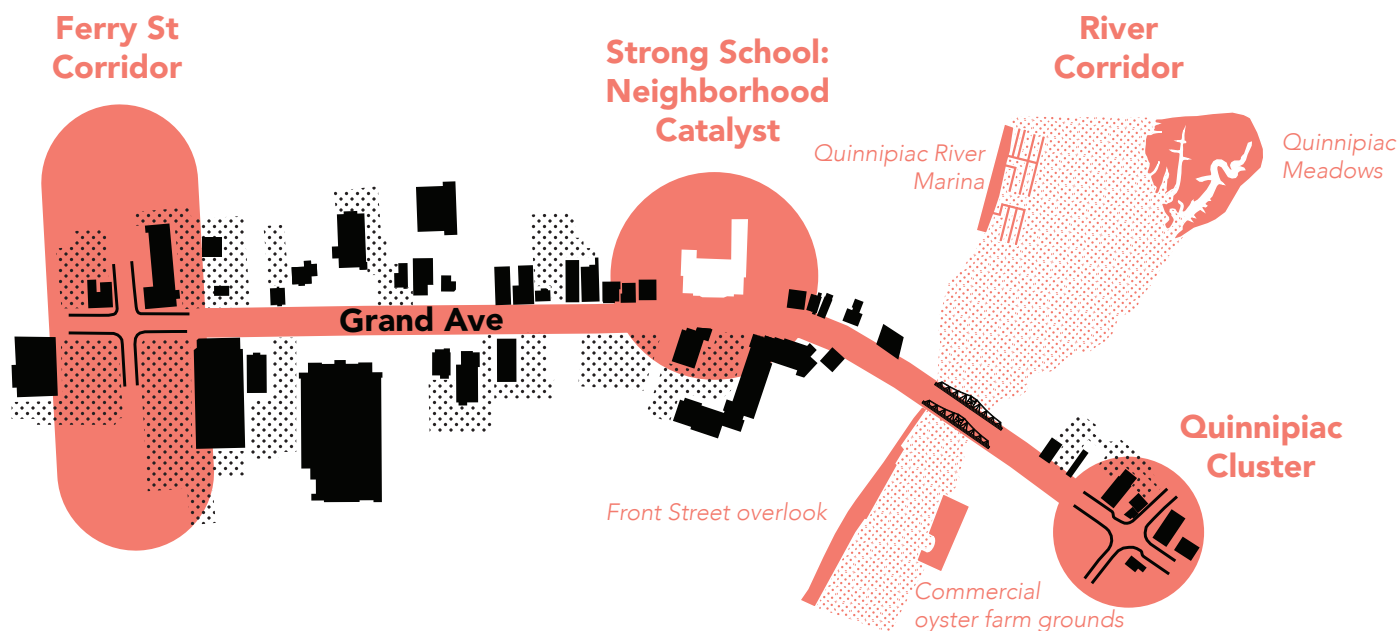 Ferry St
Corridor
Strong School:
Neighborhood
Catalyst
River
Corridor
Quinnipiac River
Marina
Quinnipiac
Meadows
Grand Ave
Quinnipiac
Cluster
Front Street overlook
Commercial
oyster farm grounds